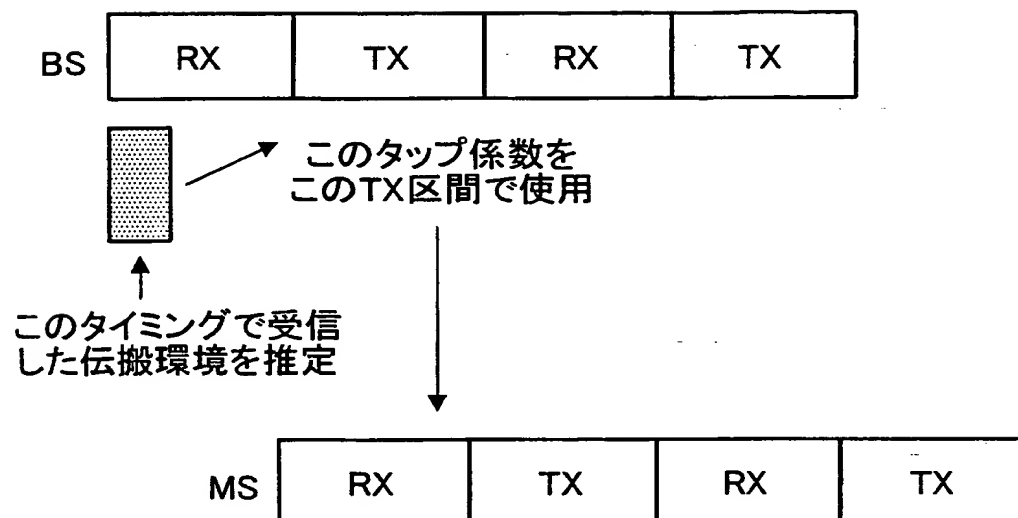 BS RX TX RX TX
このタップ係数を
このTX区間で使用
このタイミングで受信
した伝搬環境を推定
MS RX TX RX TX